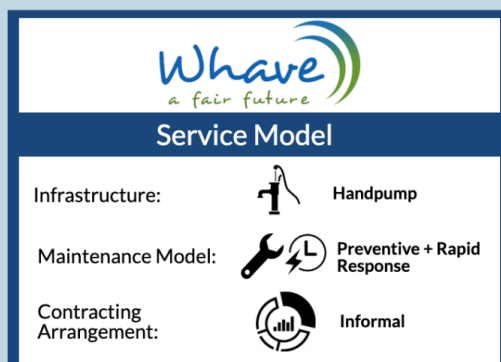 Whave
a fair future
Service Model
Infrastructure:
Handpump
Maintenance Model:
Preventive + Rapid
Response
Contracting
Arrangement:
Informal